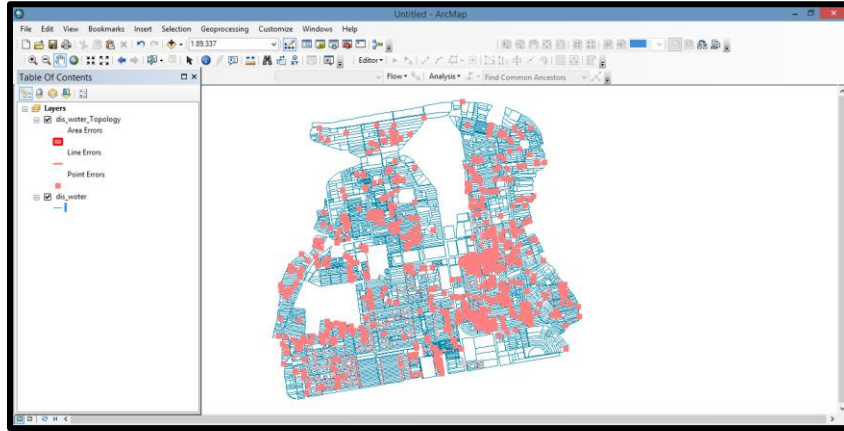 Untitled - ArcMap
File Edit View Bookmarks Insert Selection Geoprocessing Customize Windows Help
1:89,337
Editor
Flow Analysis Find Common Ancestors
Table Of Contents
Layers
dis_woter_Topology
Area Errors
Line Errors
Point Errors
dis_woter